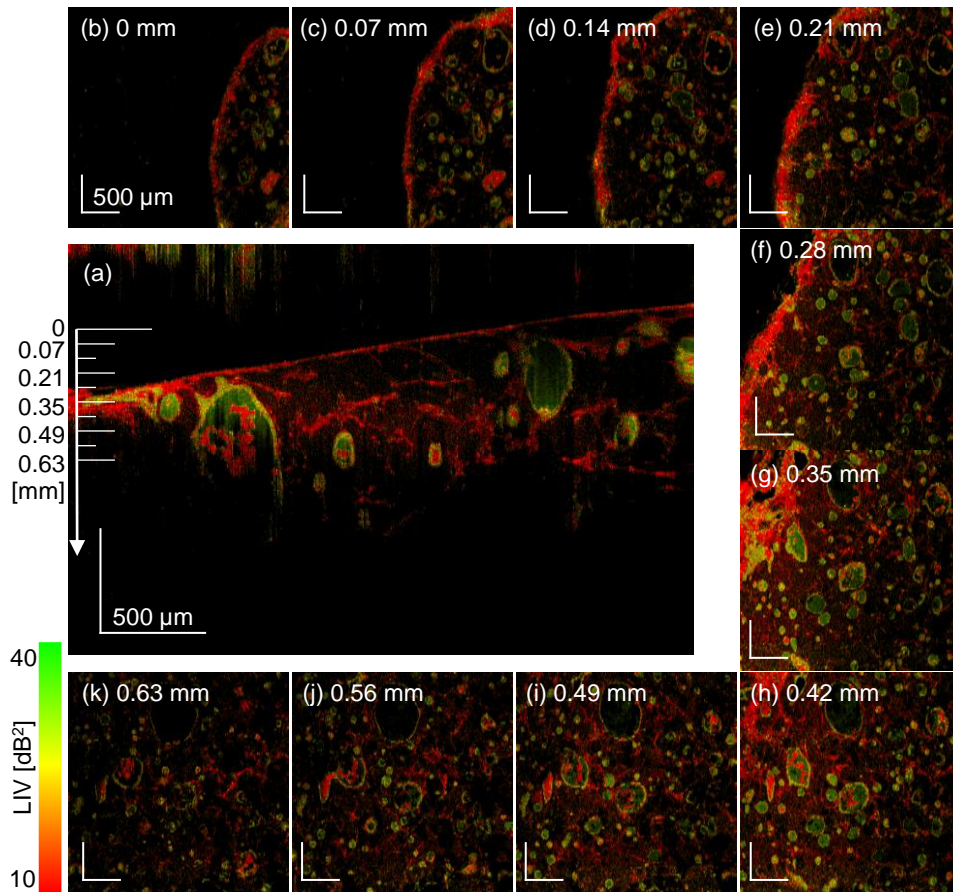 (b) 0 mm
(c) 0.07 mm
(d) 0.14 mm
(e) 0.21 mm
500 µm
(a)
(f) 0.28 mm
0
0.07
0.21
0.35
0.49
0.63
[mm]
(g) 0.35 mm
500 µm
40
LIV [dB²]
10
(k) 0.63 mm
(j) 0.56 mm
(i) 0.49 mm
(h) 0.42 mm